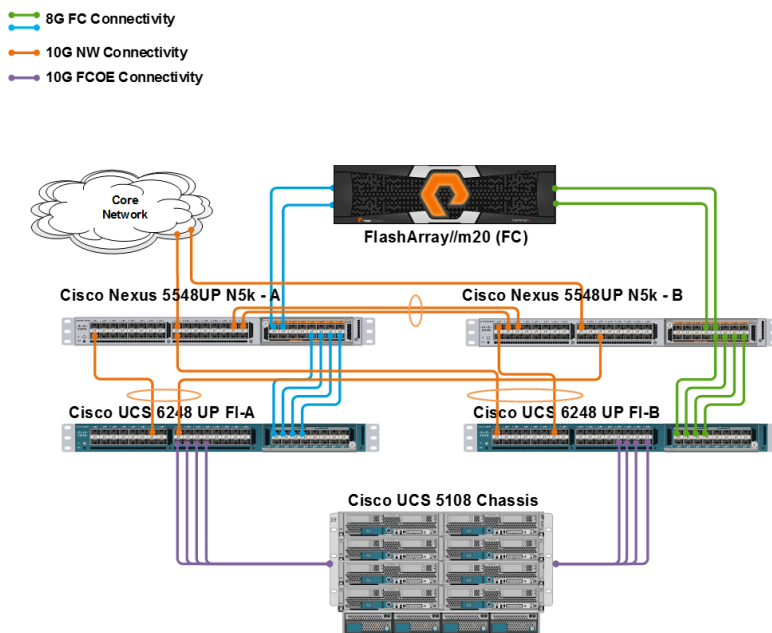 8G FC Connectivity
10G NW Connectivity
10G FCOE Connectivity
Core
Network
FlashArray//m20 (FC)
Cisco Nexus 5548UP N5k - A
Cisco Nexus 5548UP N5k - B
Cisco UCS 6248 UP FI-A
Cisco UCS 6248 UP FI-B
Cisco UCS 5108 Chassis